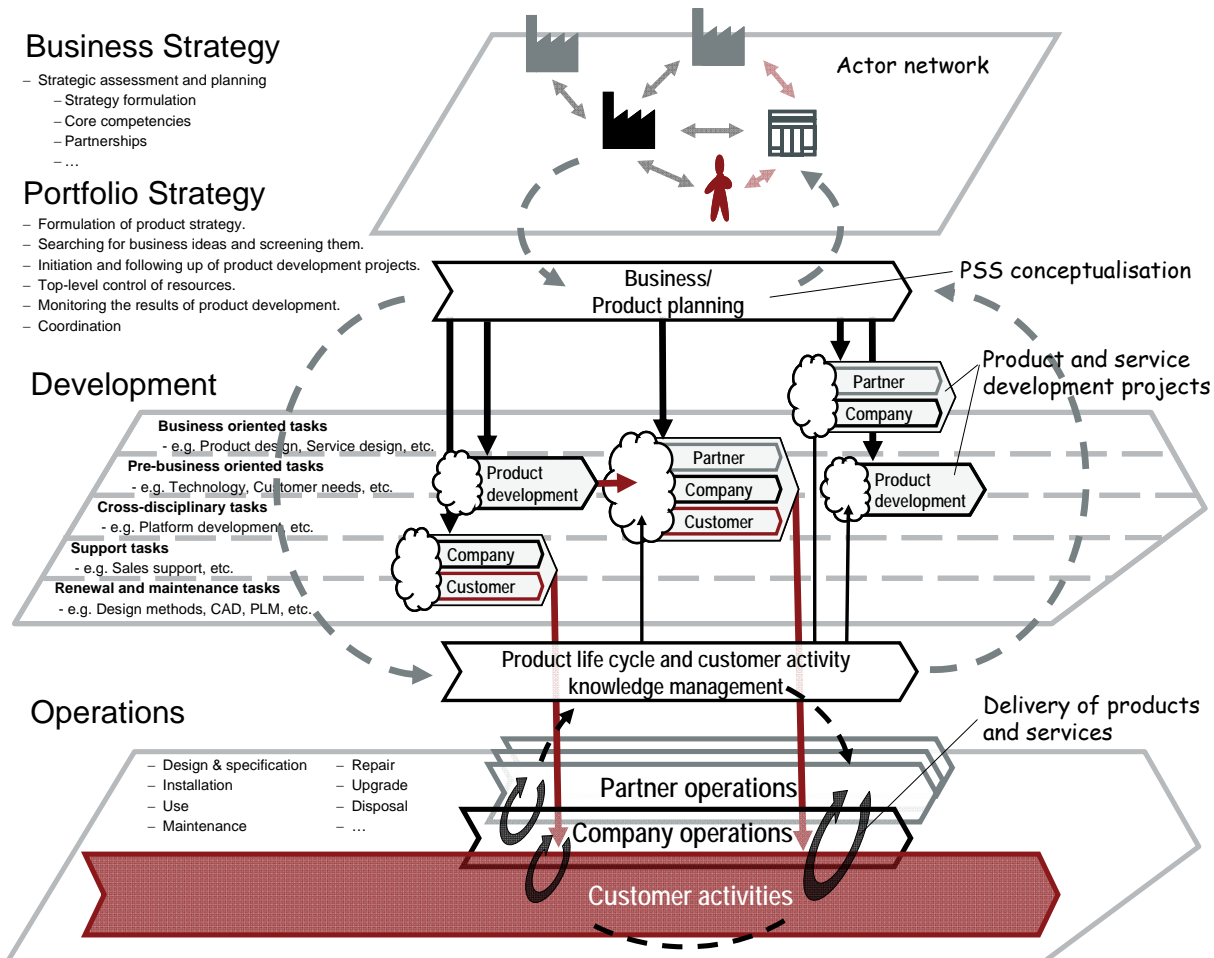 Business Strategy
– Strategic assessment and planning
– Strategy formulation
– Core competencies
– Partnerships
– …
Actor network
Portfolio Strategy
– Formulation of product strategy.
– Searching for business ideas and screening them.
– Initiation and following up of product development projects.
– Top-level control of resources.
– Monitoring the results of product development.
– Coordination
Business/
Product planning
PSS conceptualisation
Development
Business oriented tasks
- e.g. Product design, Service design, etc.
Pre-business oriented tasks
- e.g. Technology, Customer needs, etc.
Cross-disciplinary tasks
- e.g. Platform development, etc.
Support tasks
- e.g. Sales support, etc.
Renewal and maintenance tasks
- e.g. Design methods, CAD, PLM, etc.
Product
development
Company
Customer
Partner
Company
Customer
Partner
Company
Product
development
Product and service
development projects
Product life cycle and customer activity
knowledge management
Operations
– Design & specification
– Installation
– Use
– Maintenance
– Repair
– Upgrade
– Disposal
– …
Delivery of products
and services
Partner operations
Company operations
Customer activities